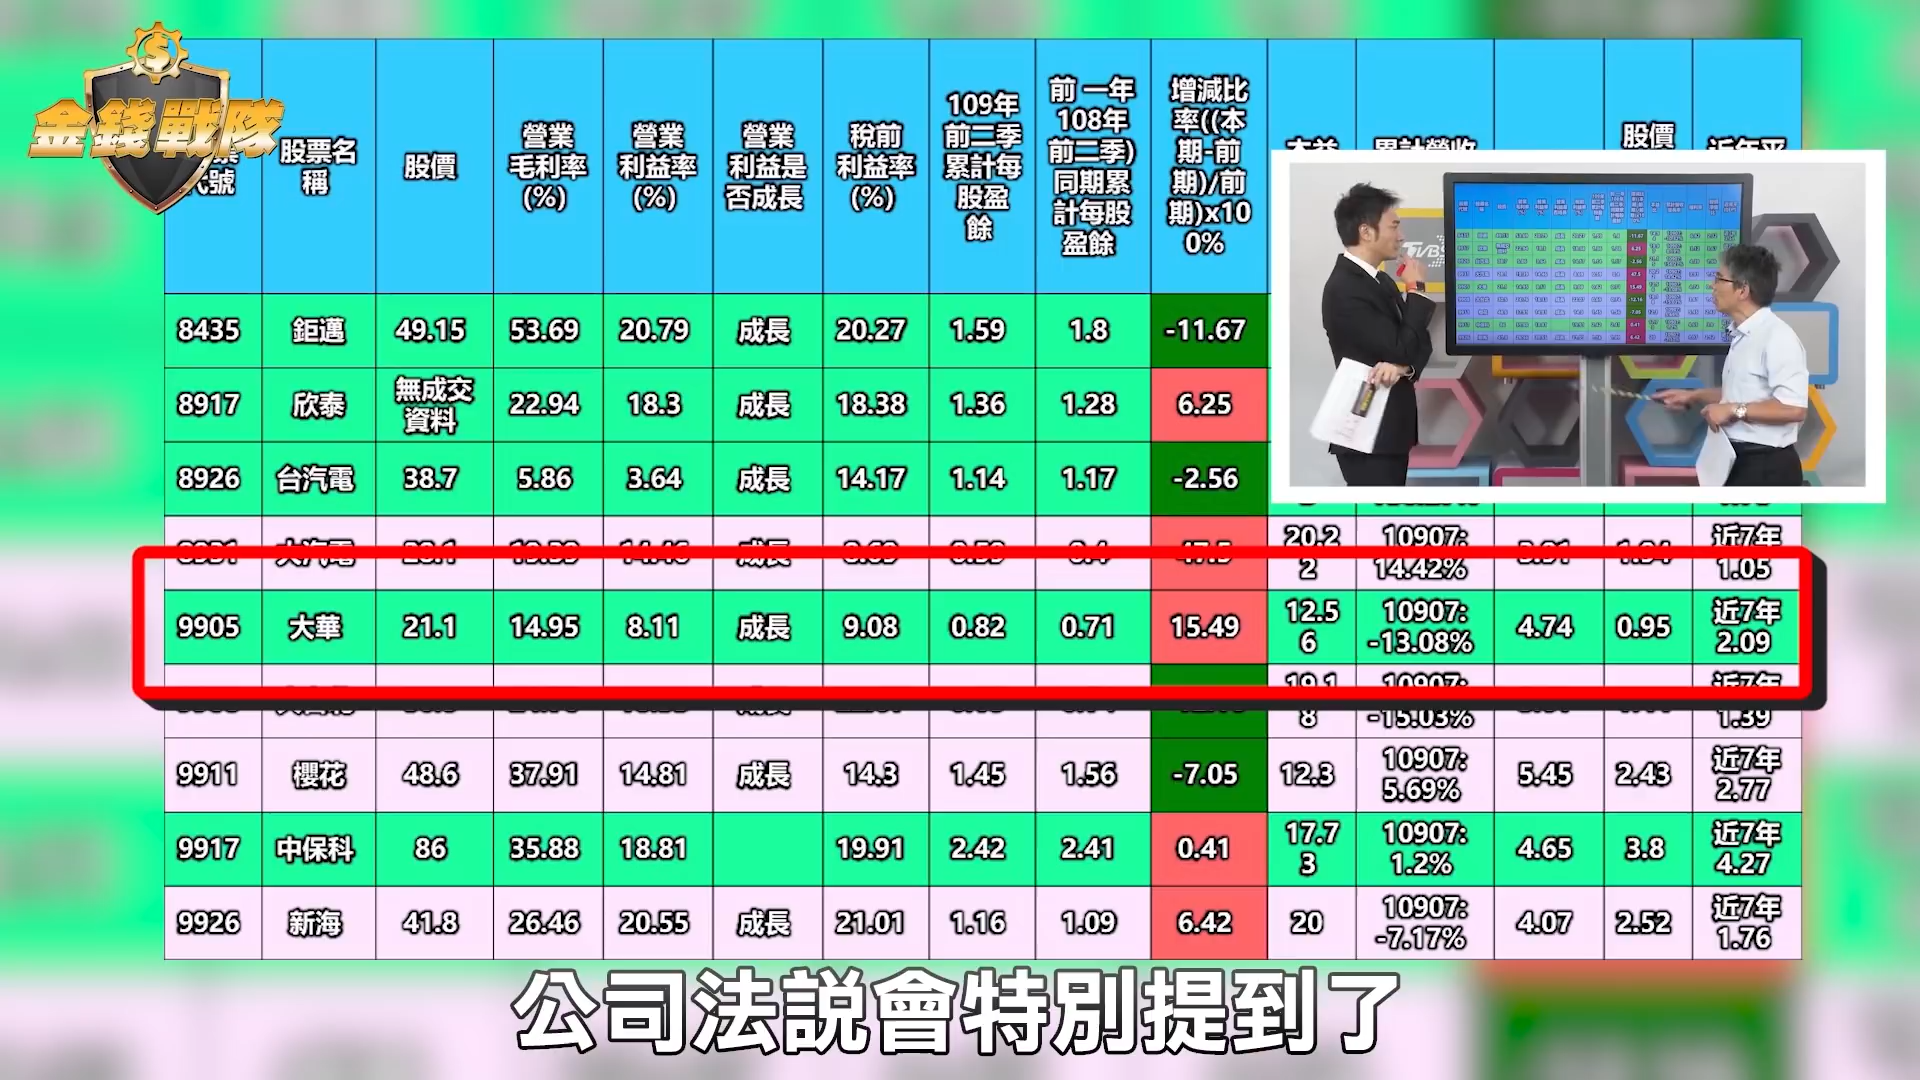 金錢戰隊
代號
股票名
稱
股價
營業
毛利率
(%)
營業
利益率
(%)
營業
利益是
否成長
稅前
利益率
(%)
109年
前二季
累計每
股盈
餘
前一年
108年
前二季)
同期累
計每股
盈餘
增減比
率((本
期-前
期)/前
期)x10
0%
股價
8435 鉅邁 49.15 53.69 20.79 成長 20.27 1.59 1.8 -11.67
8917 欣泰 無成交
資料 22.94 18.3 成長 18.38 1.36 1.28 6.25
8926 台汽電 38.7 5.86 3.64 成長 14.17 1.14 1.17 -2.56
20.2
2 10907:
14.42% 近7年
1.05
9905 大華 21.1 14.95 8.11 成長 9.08 0.82 0.71 15.49 12.5
6 10907:
-13.08% 4.74 0.95 近7年
2.09
19.1
8 10907:
-15.03% 近7年
1.39
9911 櫻花 48.6 37.91 14.81 成長 14.3 1.45 1.56 -7.05 12.3 10907:
5.69% 5.45 2.43 近7年
2.77
9917 中保科 86 35.88 18.81 19.91 2.42 2.41 0.41 17.7
3 10907:
1.2% 4.65 3.8 近7年
4.27
9926 新海 41.8 26.46 20.55 成長 21.01 1.16 1.09 6.42 20 10907:
-7.17% 4.07 2.52 近7年
1.76
公司法説會特別提到了